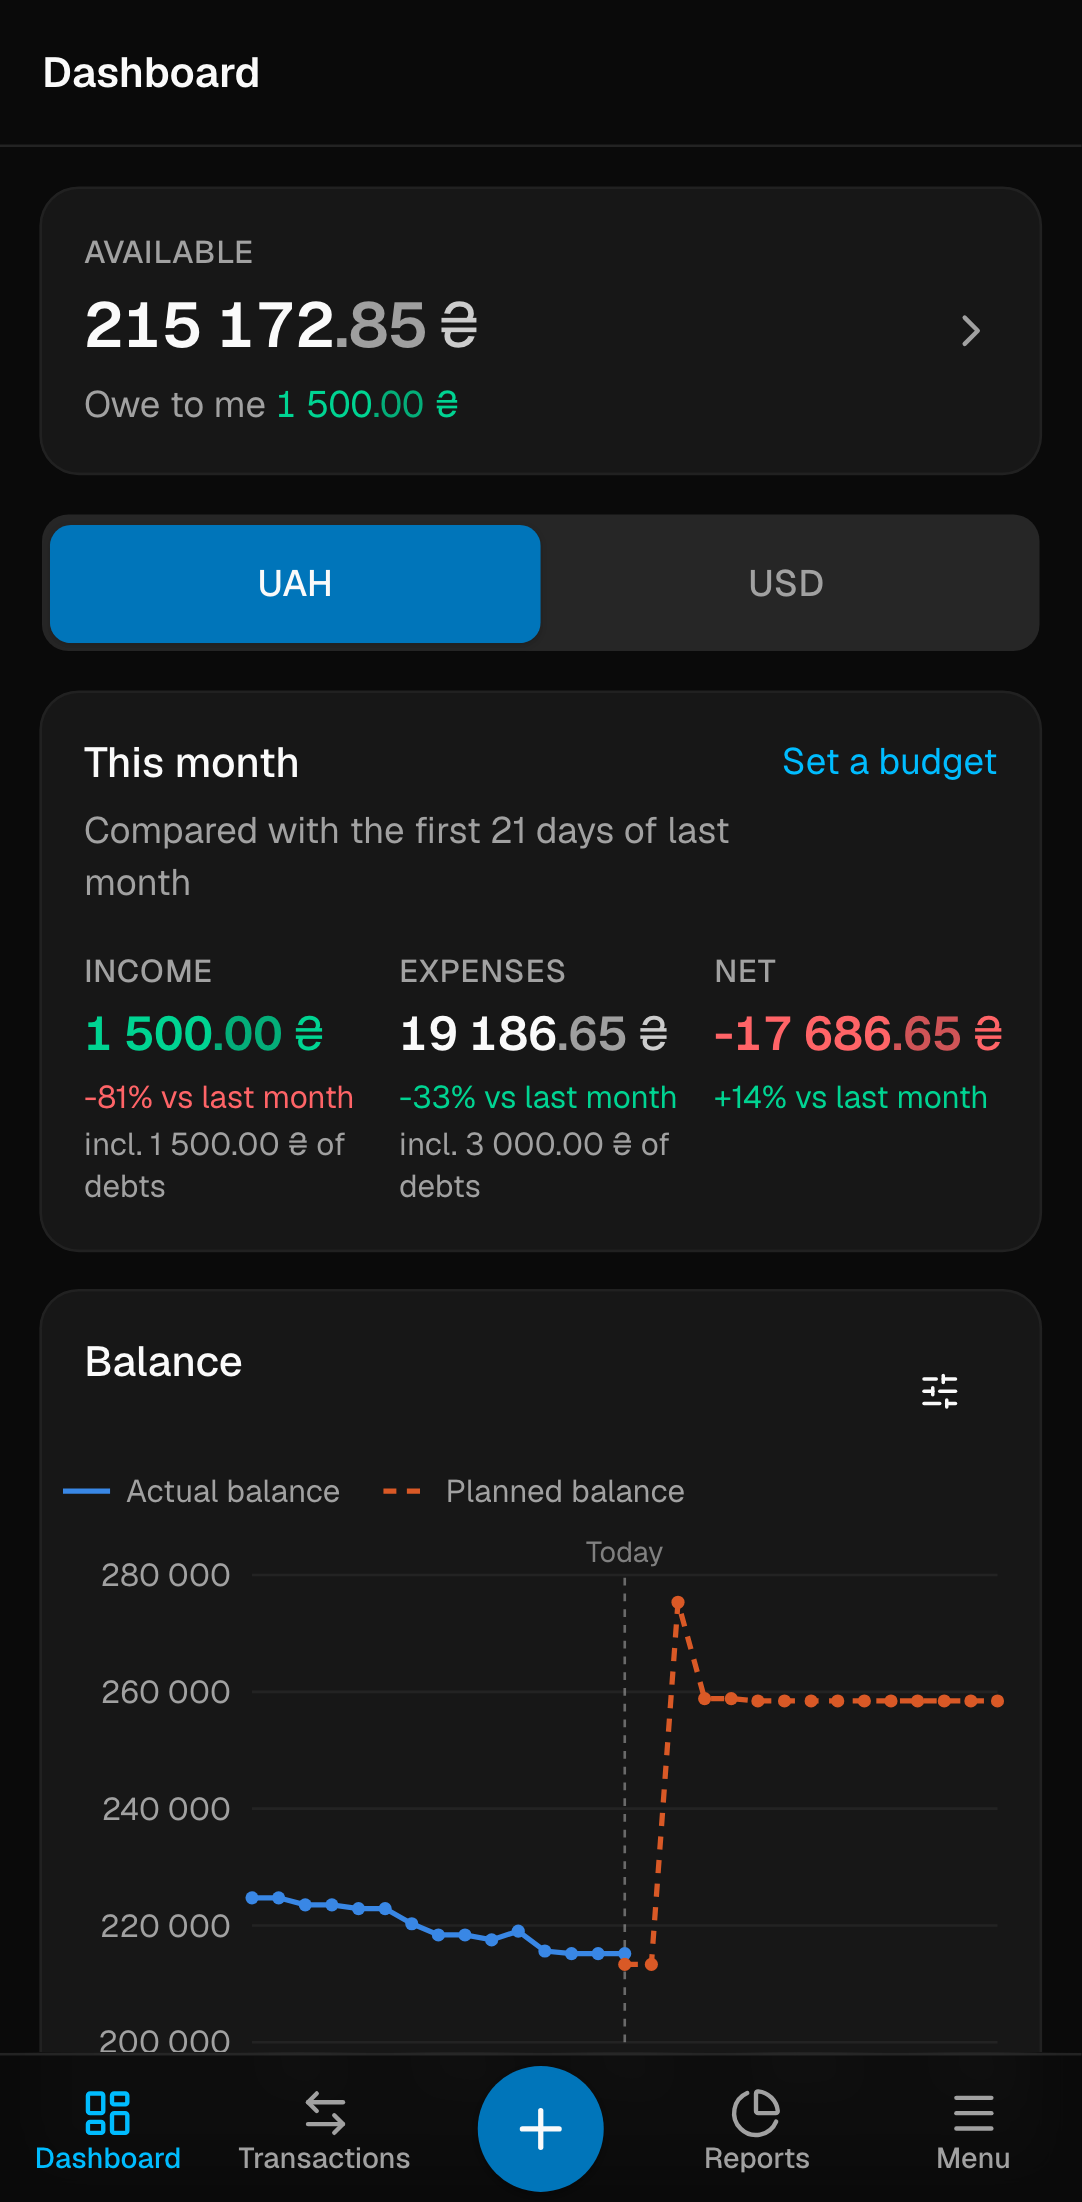 Dashboard
AVAILABLE
215 172.85 ₴
Owe to me 1 500.00 ₴
UAH
USD
This month
Set a budget
Compared with the first 21 days of last
month
INCOME
EXPENSES
NET
1 500.00 ₴
19 186.65 ₴
-17 686.65 ₴
-81% vs last month
-33% vs last month
+14% vs last month
incl. 1 500.00 ₴ of
debts
incl. 3 000.00 ₴ of
debts
Balance
Actual balance
Planned balance
Today
280 000
260 000
240 000
220 000
200 000
Dashboard
Transactions
Reports
Menu